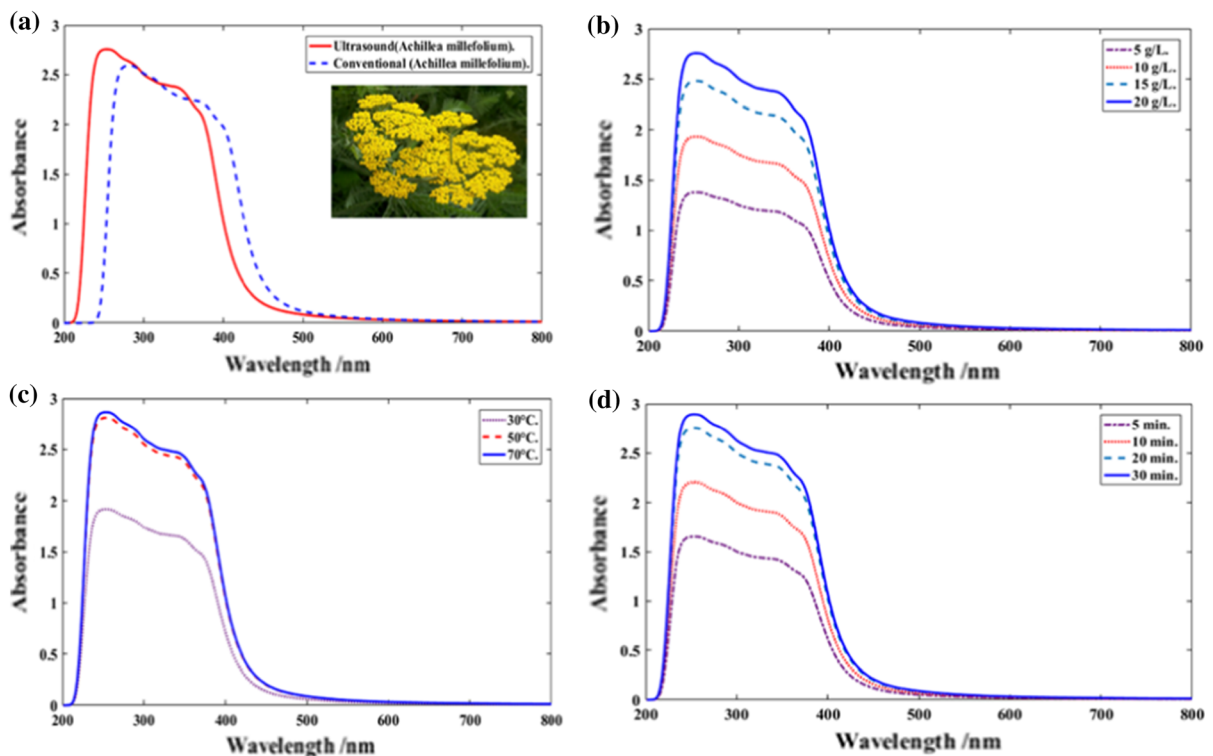 (a)
3
2.5
2
1.5
1
0.5
0
Absorbance
200 300 400 500 600 700 800
Wavelength /nm
Ultrasound(Achillea millefolium).
Conventional (Achillea millefolium).
(b)
3
2.5
2
1.5
1
0.5
0
Absorbance
200 300 400 500 600 700 800
Wavelength /nm
5 g/L.
10 g/L.
15 g/L.
20 g/L.
(c)
3
2.5
2
1.5
1
0.5
0
Absorbance
200 300 400 500 600 700 800
Wavelength /nm
30°C.
50°C.
70°C.
(d)
3
2.5
2
1.5
1
0.5
0
Absorbance
200 300 400 500 600 700 800
Wavelength /nm
5 min.
10 min.
20 min.
30 min.